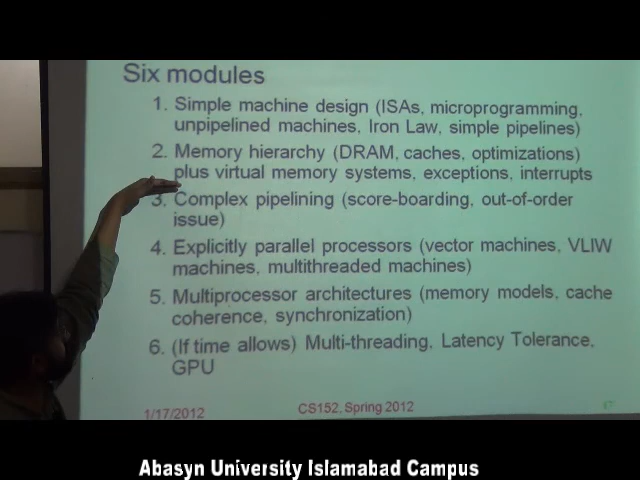 Six modules
1. Simple machine design (ISAs, microprogramming,
unpipelined machines, Iron Law, simple pipelines)
2. Memory hierarchy (DRAM, caches, optimizations)
plus virtual memory systems, exceptions, interrupts
3. Complex pipelining (score-boarding, out-of-order
issue)
4. Explicitly parallel processors (vector machines, VLIW
machines, multithreaded machines)
5. Multiprocessor architectures (memory models, cache
coherence, synchronization)
6. (If time allows) Multi-threading, Latency Tolerance,
GPU
1/17/2012 CS152, Spring 2012
Abasyn University Islamabad Campus